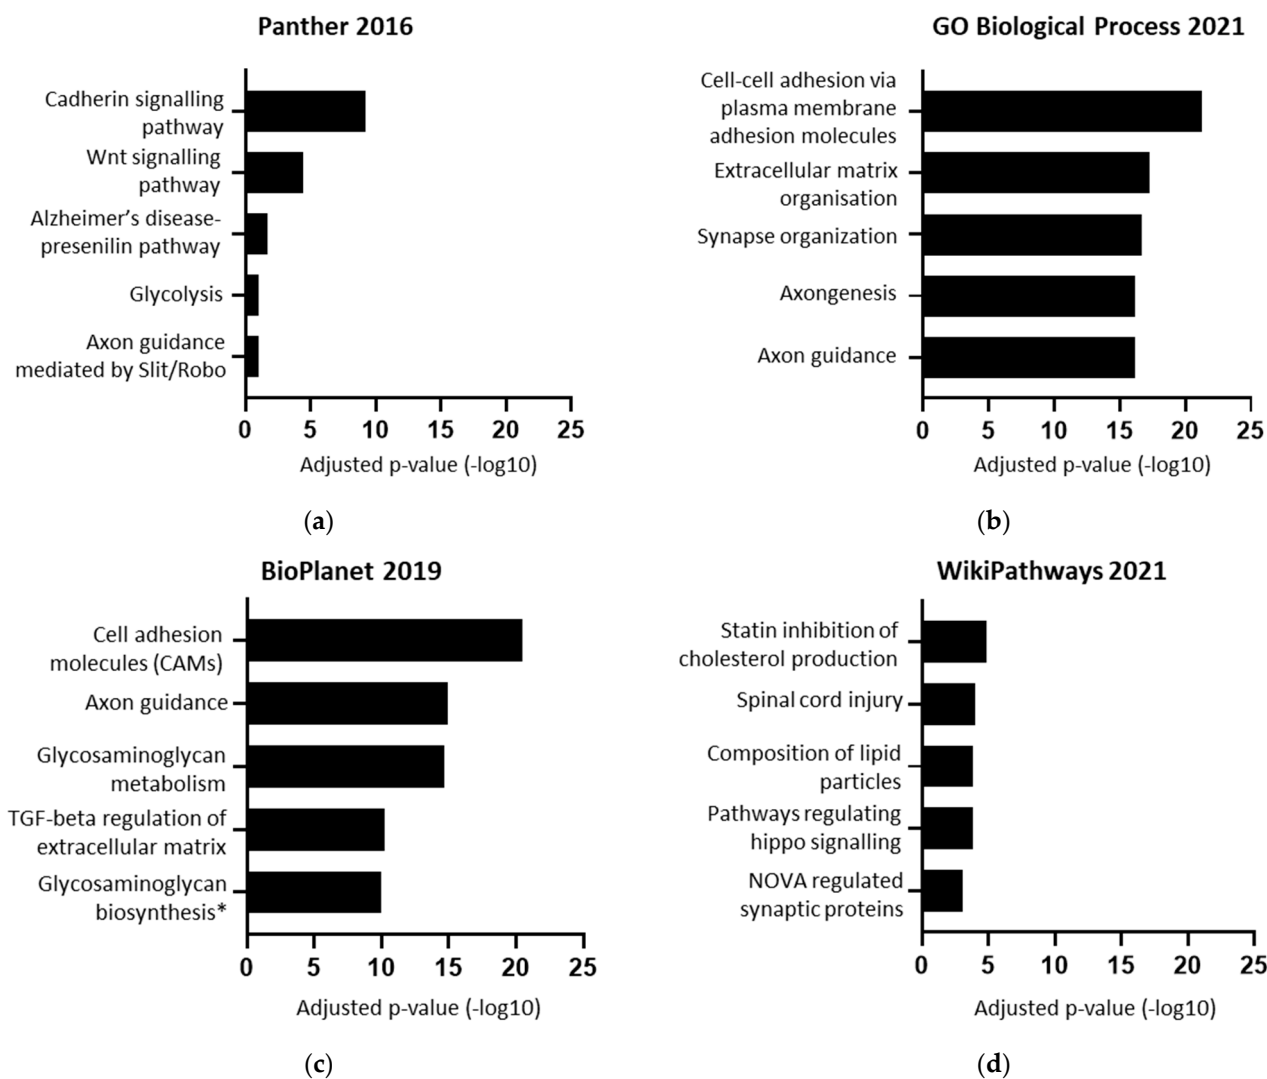 Panther 2016
Cadherin signalling
pathway
Wnt signalling
pathway
Alzheimer’s disease-
presenilin pathway
Glycolysis
Axon guidance
mediated by Slit/Robo
0 5 10 15 20 25
Adjusted p-value (-log10)
(a)
GO Biological Process 2021
Cell-cell adhesion via
plasma membrane
adhesion molecules
Extracellular matrix
organisation
Synapse organization
Axongenesis
Axon guidance
0 5 10 15 20 25
Adjusted p-value (-log10)
(b)
BioPlanet 2019
Cell adhesion
molecules (CAMs)
Axon guidance
Glycosaminoglycan
metabolism
TGF-beta regulation of
extracellular matrix
Glycosaminoglycan
biosynthesis*
0 5 10 15 20 25
Adjusted p-value (-log10)
(c)
WikiPathways 2021
Statin inhibition of
cholesterol production
Spinal cord injury
Composition of lipid
particles
Pathways regulating
hippo signalling
NOVA regulated
synaptic proteins
0 5 10 15 20 25
Adjusted p-value (-log10)
(d)